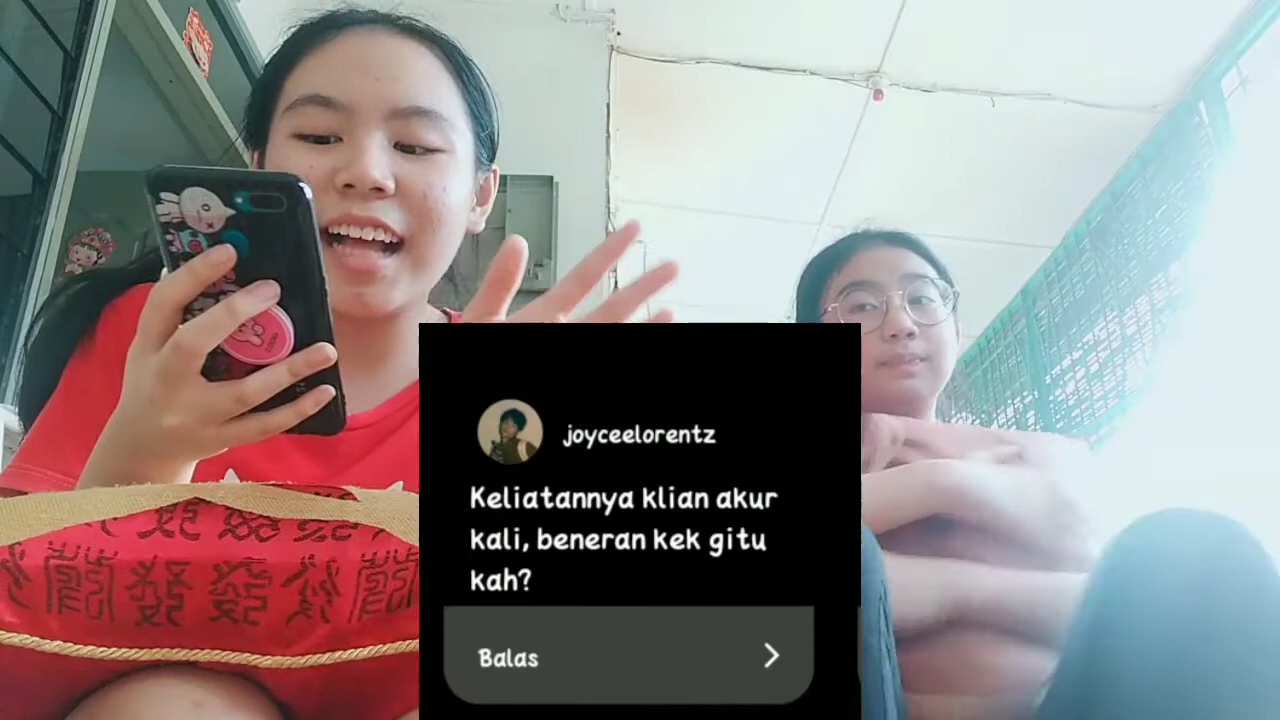 joyceelorentz
Keliatannya klian akur
kali, beneran kek gitu
kah?
Balas